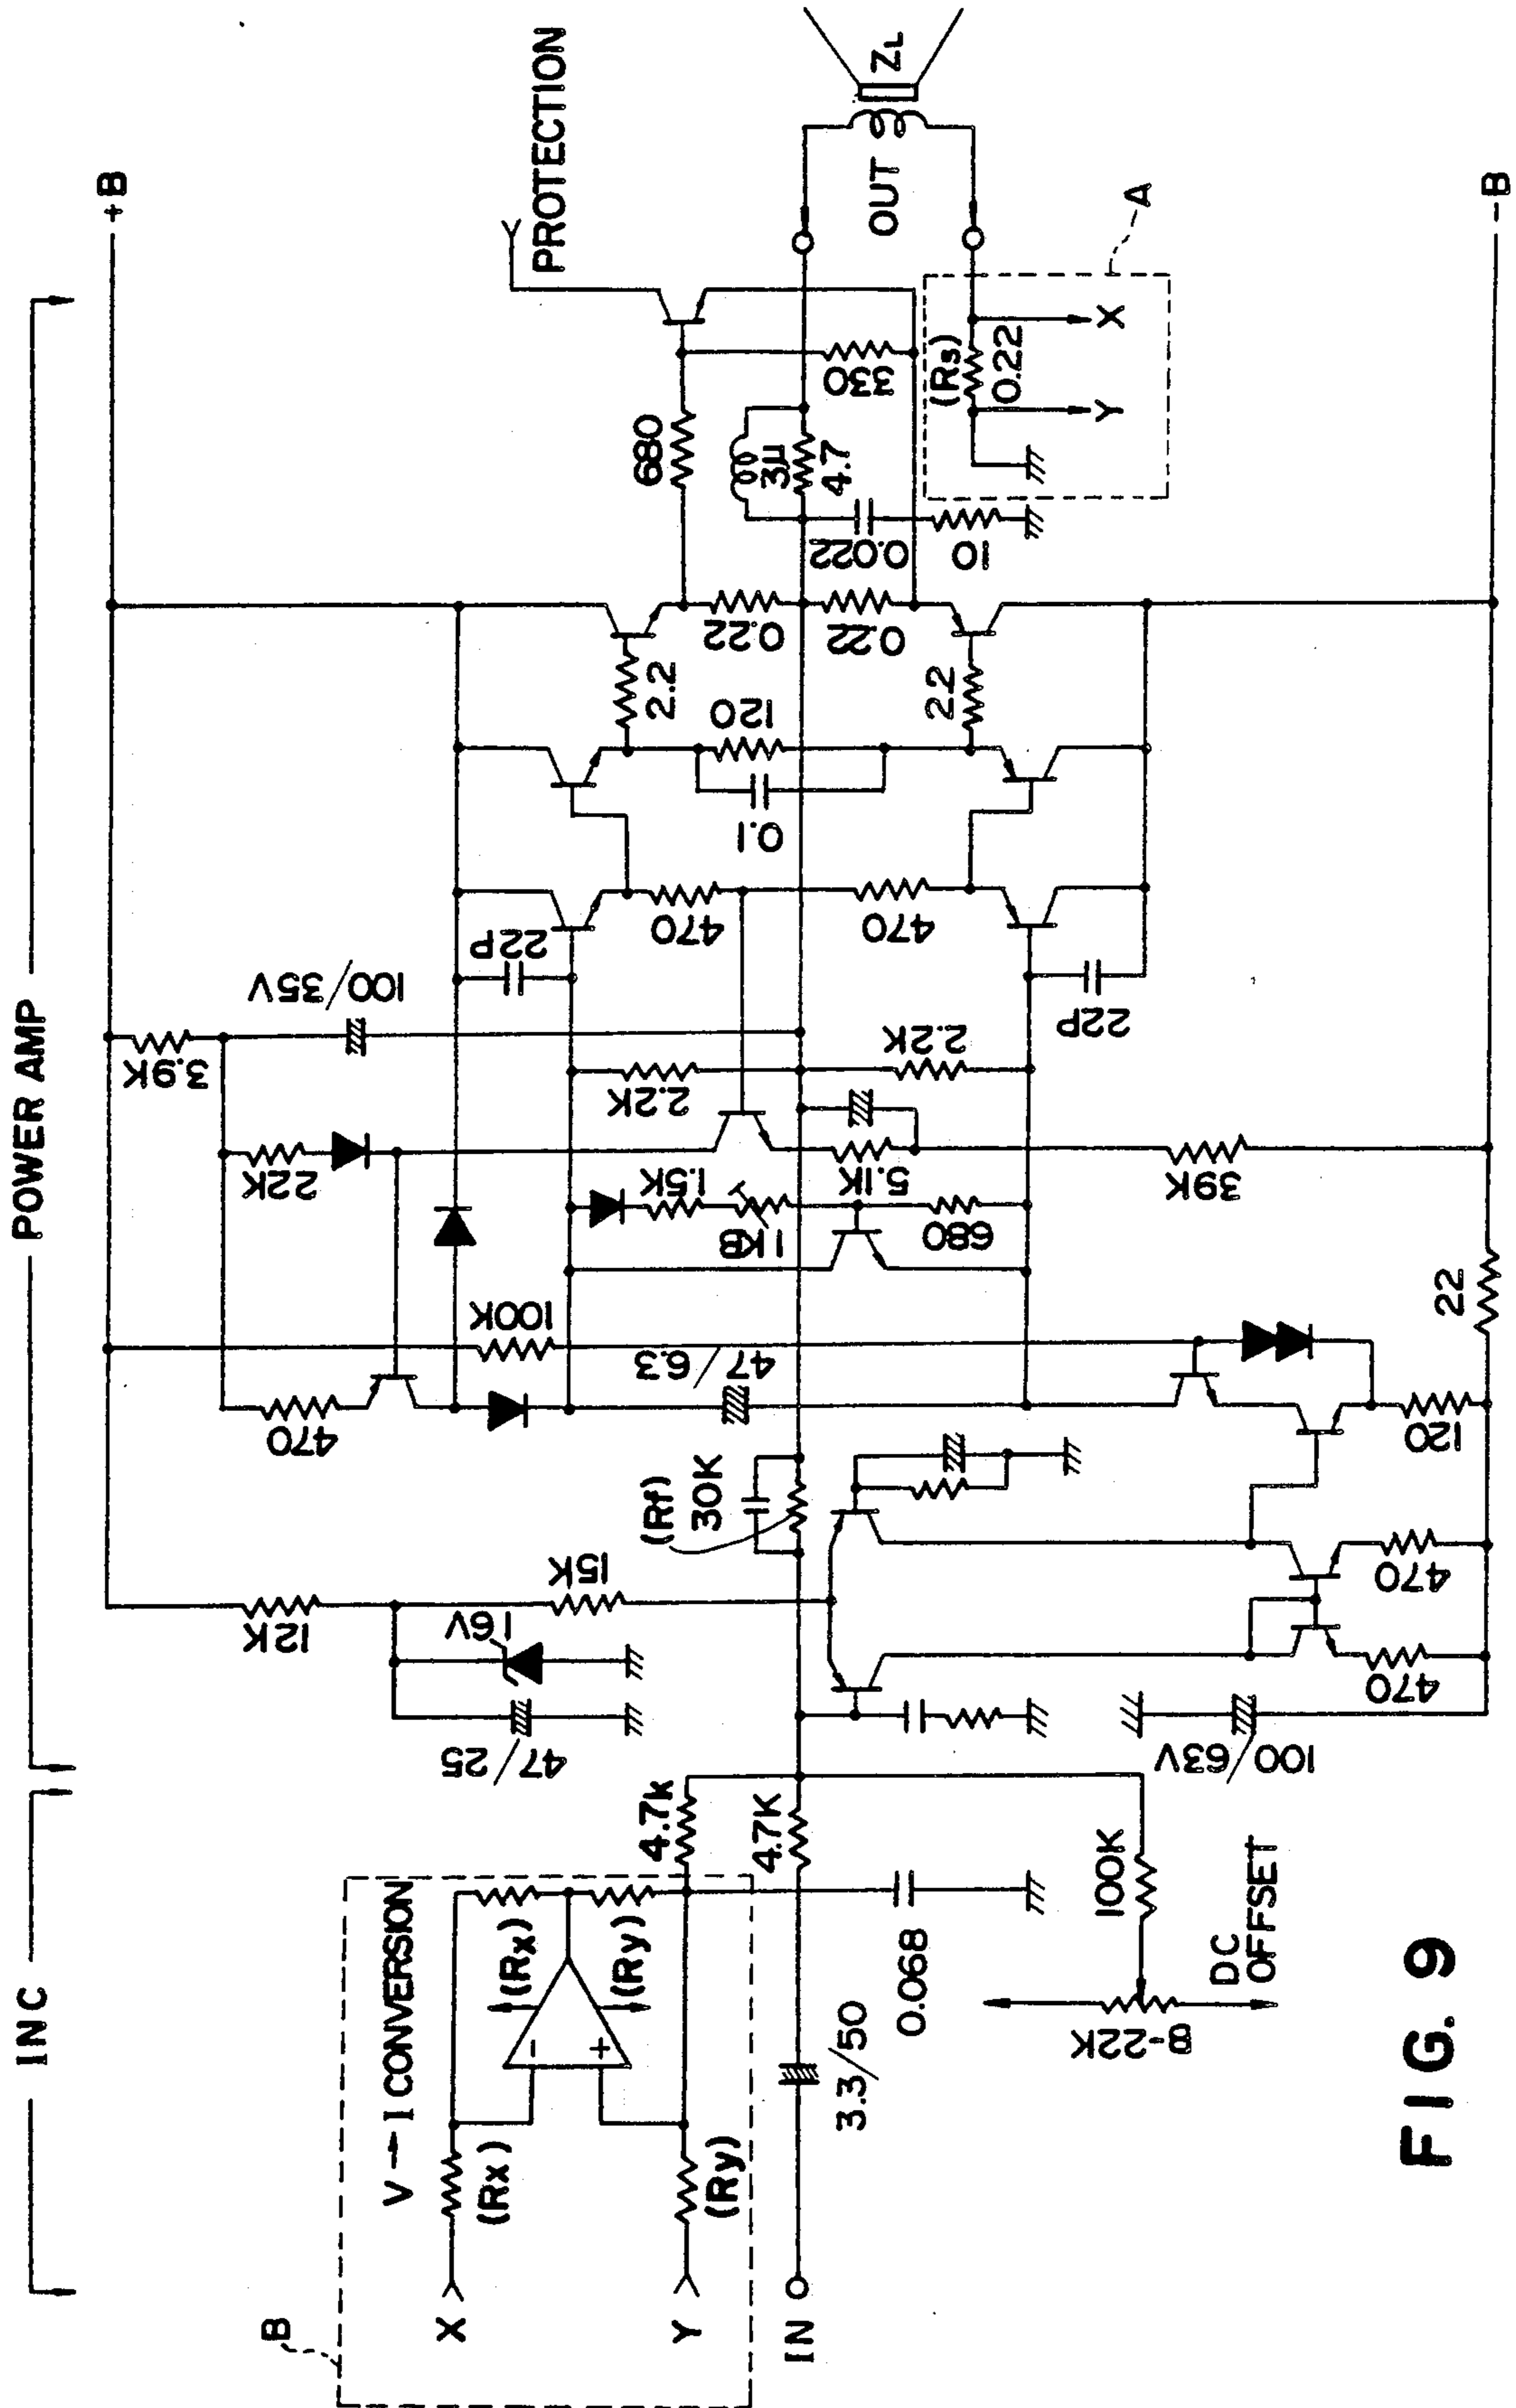 INC
POWER AMP
B
V→I CONVERSION
X
(Rx)
(Rx)
(Ry)
Y
(Ry)
4.7k
IN
3.3/50
4.7K
0.068
100K
B-22K
DC
OFFSET
+B
12K
47/25
16V
15K
(Rf)
30K
470
470
100/63V
470
100K
47/6.3
120
22
3.9K
22K
100/35V
1.5K
1KB
680
5.1K
39K
2.2K
2.2K
22P
22P
470
470
0.1
120
2.2
2.2
0.22
0.22
680
3μ
4.7
0.022
10
330
PROTECTION
OUT
ZL
(Rs)
0.22
X
Y
A
-B
FIG. 9